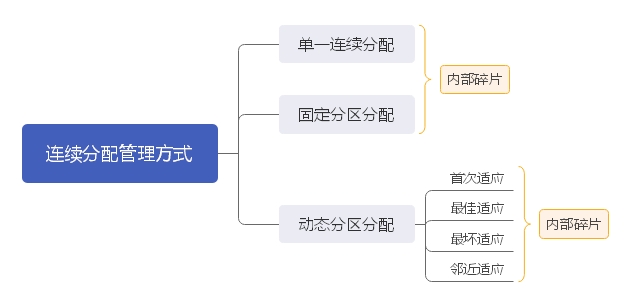 连续分配管理方式
单一连续分配
固定分区分配
内部碎片
动态分区分配
首次适应
最佳适应
最坏适应
邻近适应
内部碎片